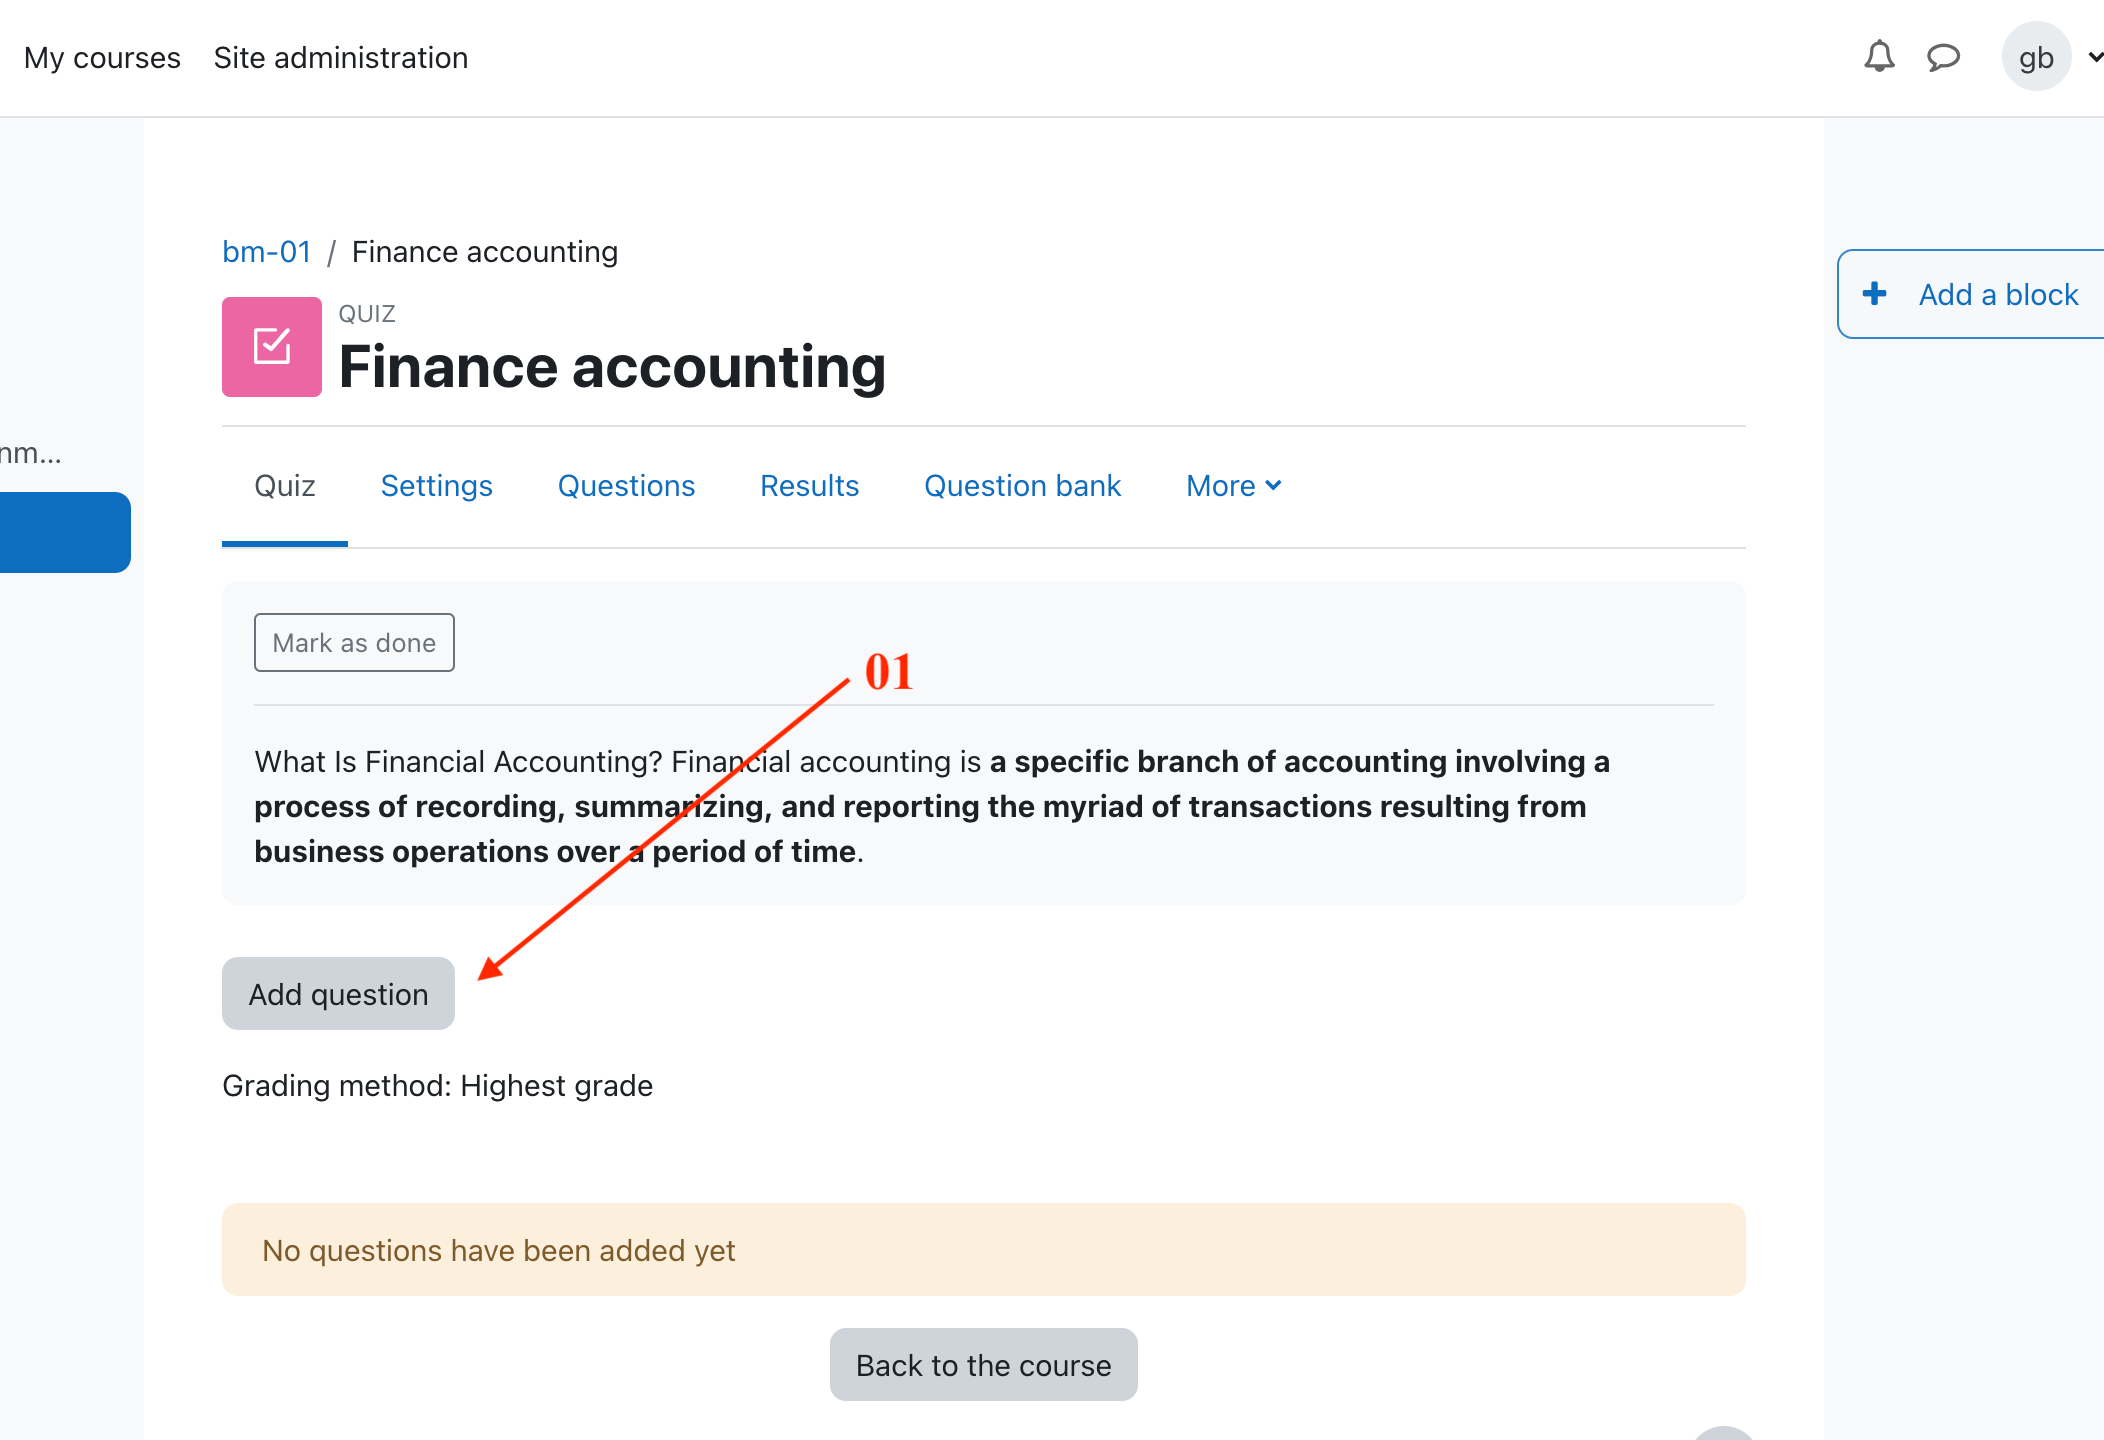 My courses Site administration gb
bm-01 / Finance accounting
Add a block
QUIZ
Finance accounting
nm...
Quiz Settings Questions Results Question bank More
Mark as done
01
What Is Financial Accounting? Financial accounting is a specific branch of accounting involving a
process of recording, summarizing, and reporting the myriad of transactions resulting from
business operations over a period of time.
Add question
Grading method: Highest grade
No questions have been added yet
Back to the course